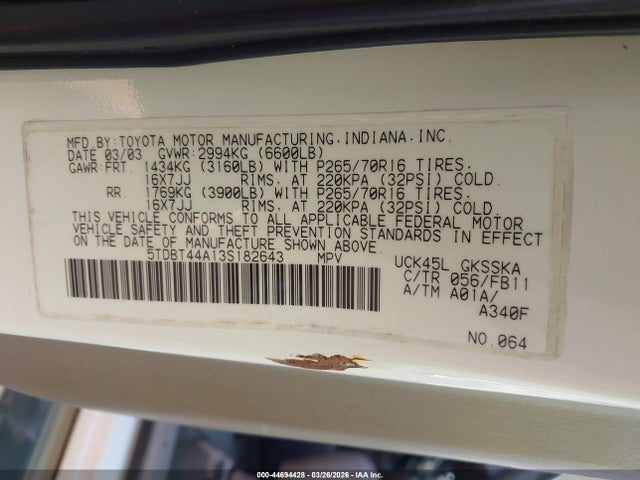 MFD.BY:TOYOTA MOTOR MANUFACTURING,INDIANA,INC.
DATE 03/03 GVWR:2994KG (6600LB)
GAWR:FRT. 1434KG (3160LB) WITH P265/70R16 TIRES.
16X7JJ RIMS. AT 220KPA (32PSI) COLD.
RR. 1769KG (3900LB) WITH P265/70R16 TIRES.
16X7JJ RIMS. AT 220KPA (32PSI) COLD.
THIS VEHICLE CONFORMS TO ALL APPLICABLE FEDERAL MOTOR
VEHICLE SAFETY AND THEFT PREVENTION STANDARDS IN EFFECT
ON THE DATE OF MANUFACTURE SHOWN ABOVE.
5TDBT44A13S182643 MPV
UCK45L GKSSKA
C/TR 056/FB11
A/TM A01A/
A340F
NO.064
000-44694428 - 03/26/2026 - IAAI, Inc.